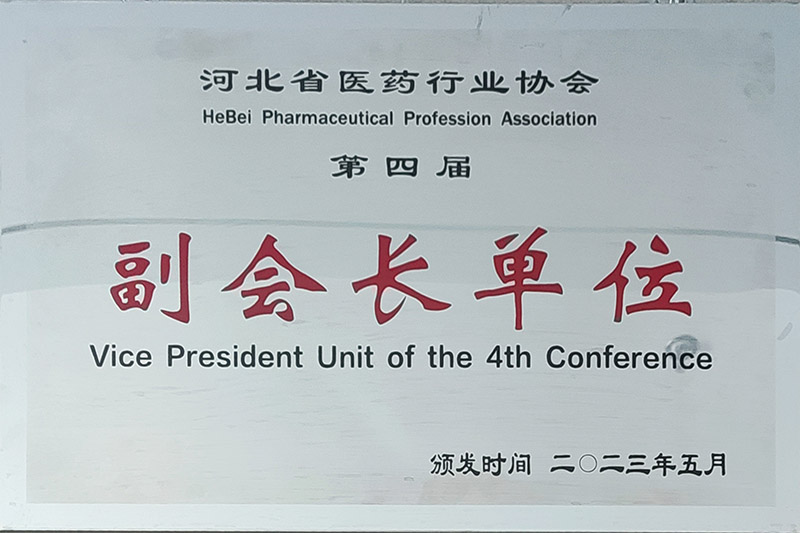 河北省医药行业协会
HeBei Pharmaceutical Profession Association
第四届
副会长单位
Vice President Unit of the 4th Conference
颁发时间 二〇二三年五月